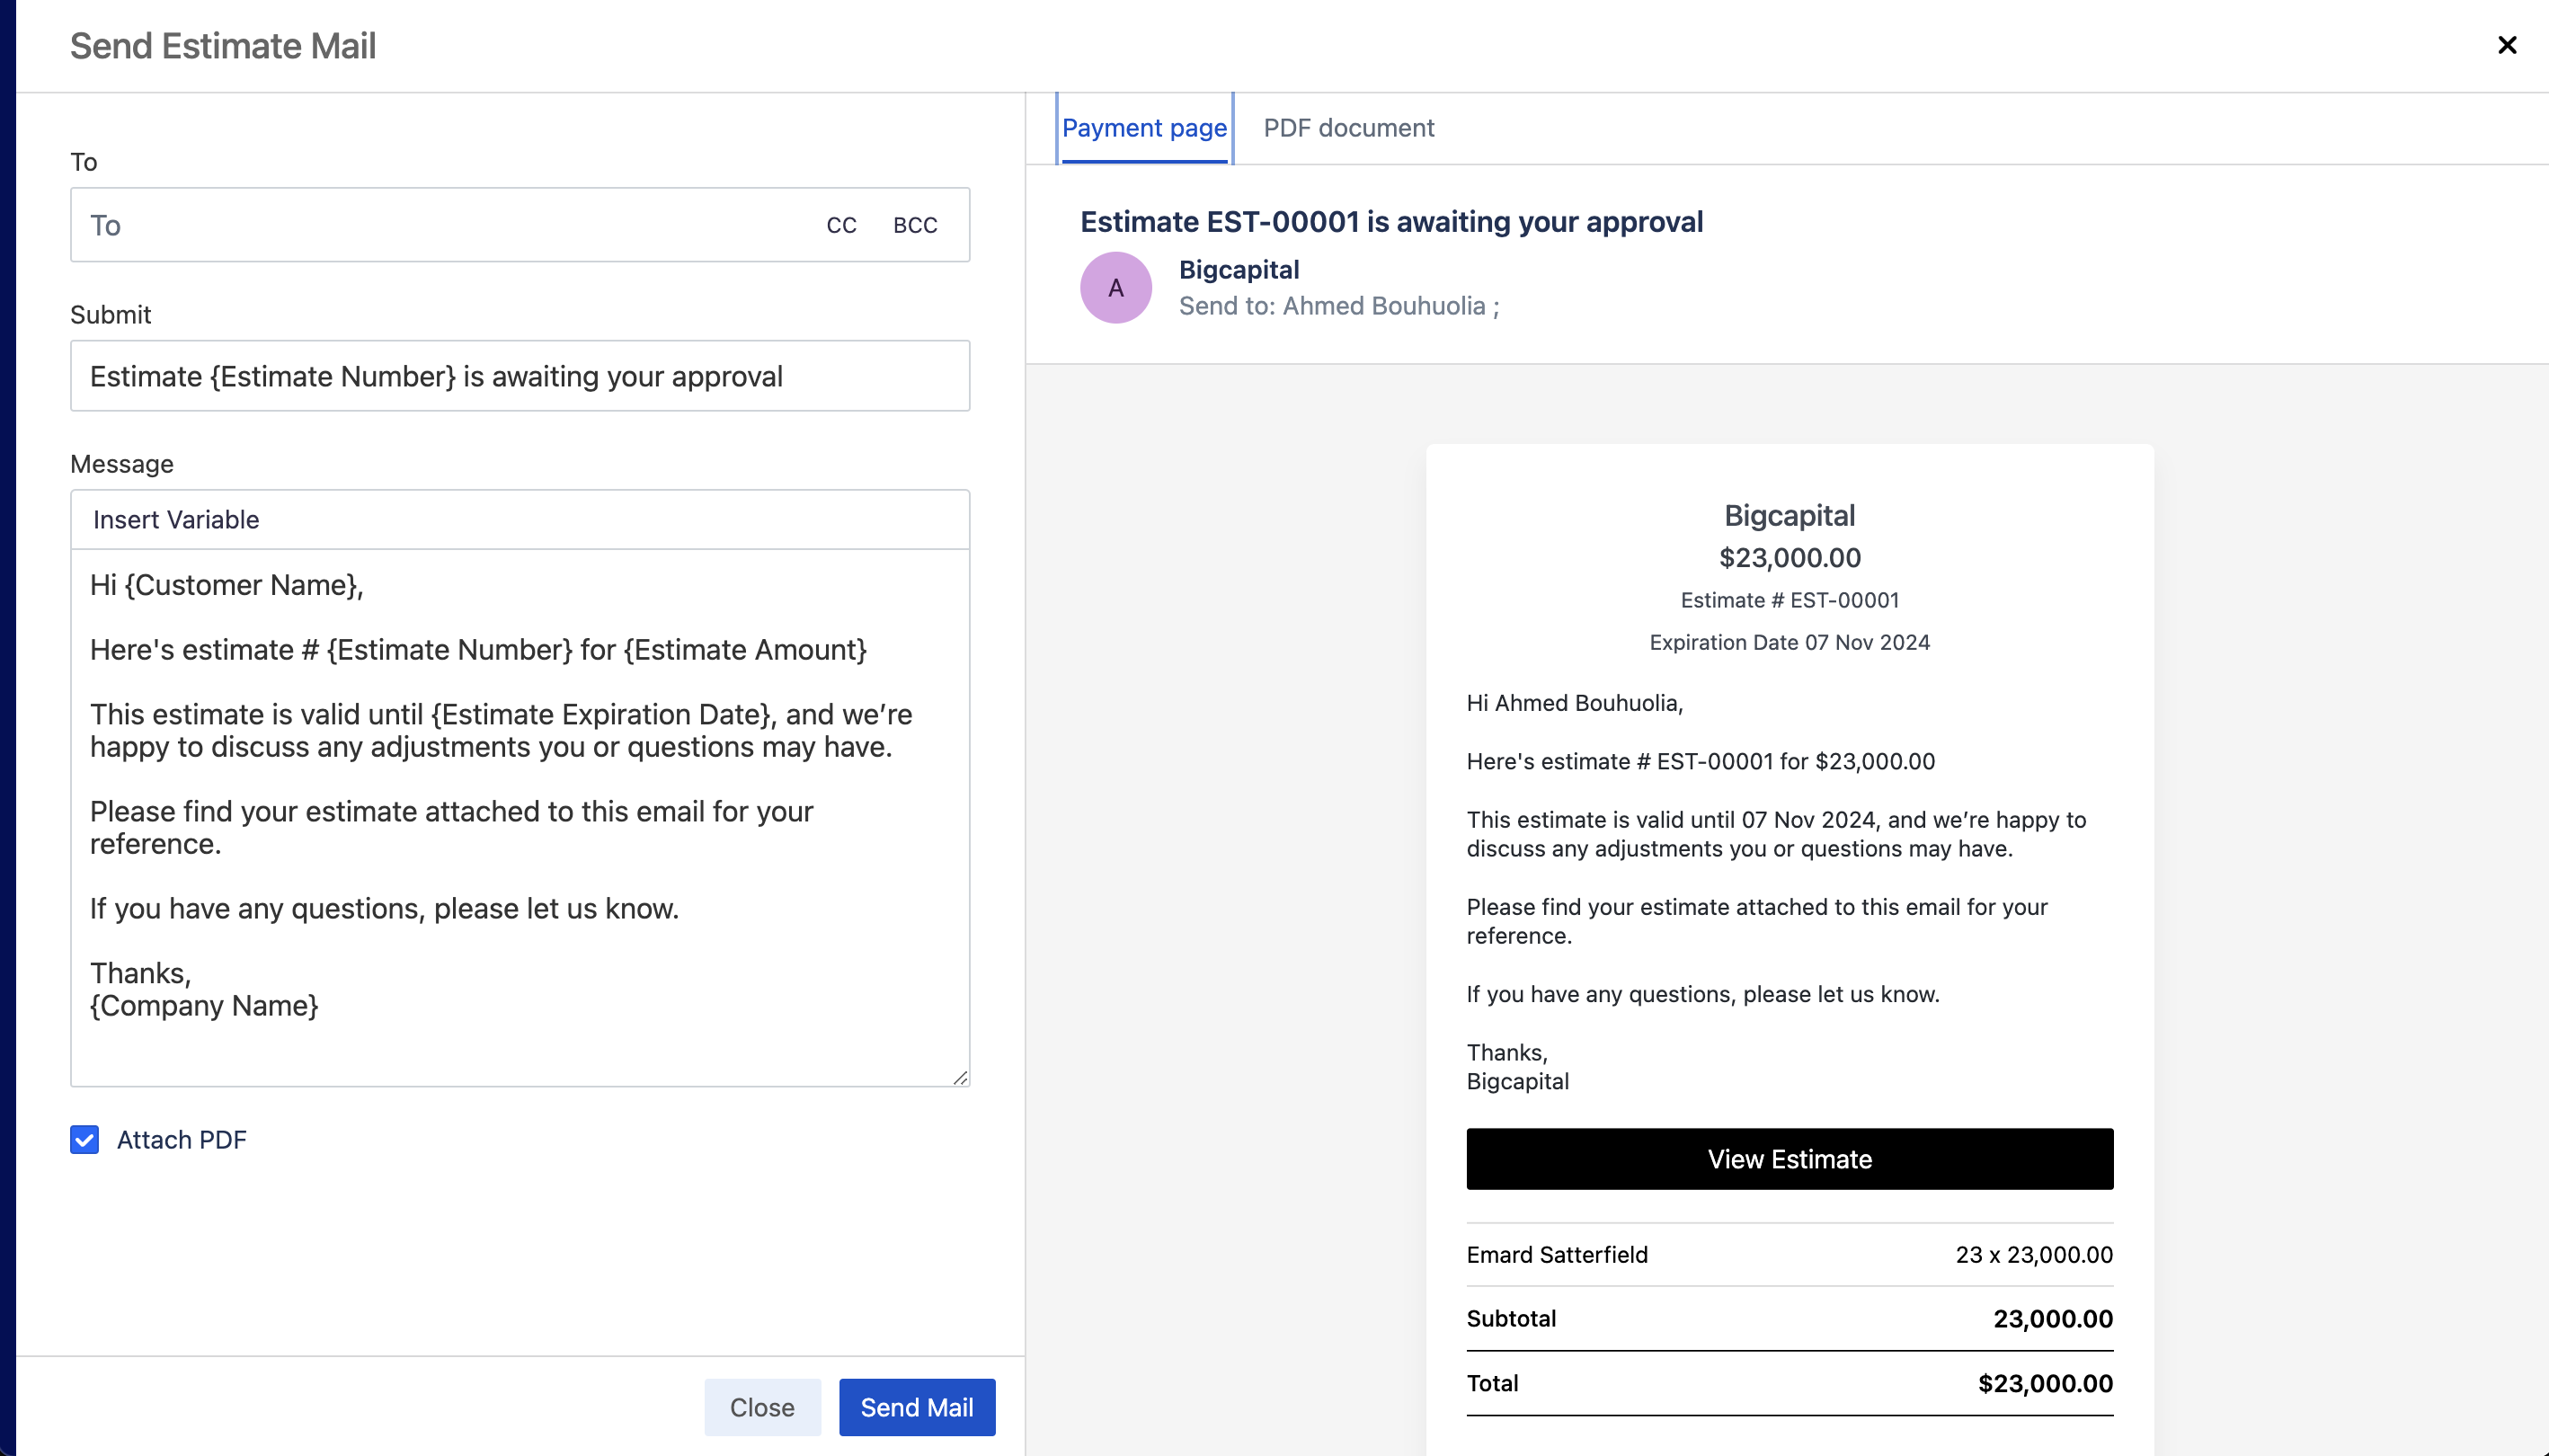 Send Estimate Mail
To
To CC BCC
Submit
Estimate {Estimate Number} is awaiting your approval
Message
Insert Variable
Hi {Customer Name},
Here's estimate # {Estimate Number} for {Estimate Amount}
This estimate is valid until {Estimate Expiration Date}, and we’re
happy to discuss any adjustments you or questions may have.
Please find your estimate attached to this email for your
reference.
If you have any questions, please let us know.
Thanks,
{Company Name}
Attach PDF
Close Send Mail
Payment page PDF document
Estimate EST-00001 is awaiting your approval
A
Bigcapital
Send to: Ahmed Bouhuolia ;
Bigcapital
$23,000.00
Estimate # EST-00001
Expiration Date 07 Nov 2024
Hi Ahmed Bouhuolia,
Here's estimate # EST-00001 for $23,000.00
This estimate is valid until 07 Nov 2024, and we’re happy to
discuss any adjustments you or questions may have.
Please find your estimate attached to this email for your
reference.
If you have any questions, please let us know.
Thanks,
Bigcapital
View Estimate
Emard Satterfield 23 x 23,000.00
Subtotal 23,000.00
Total $23,000.00